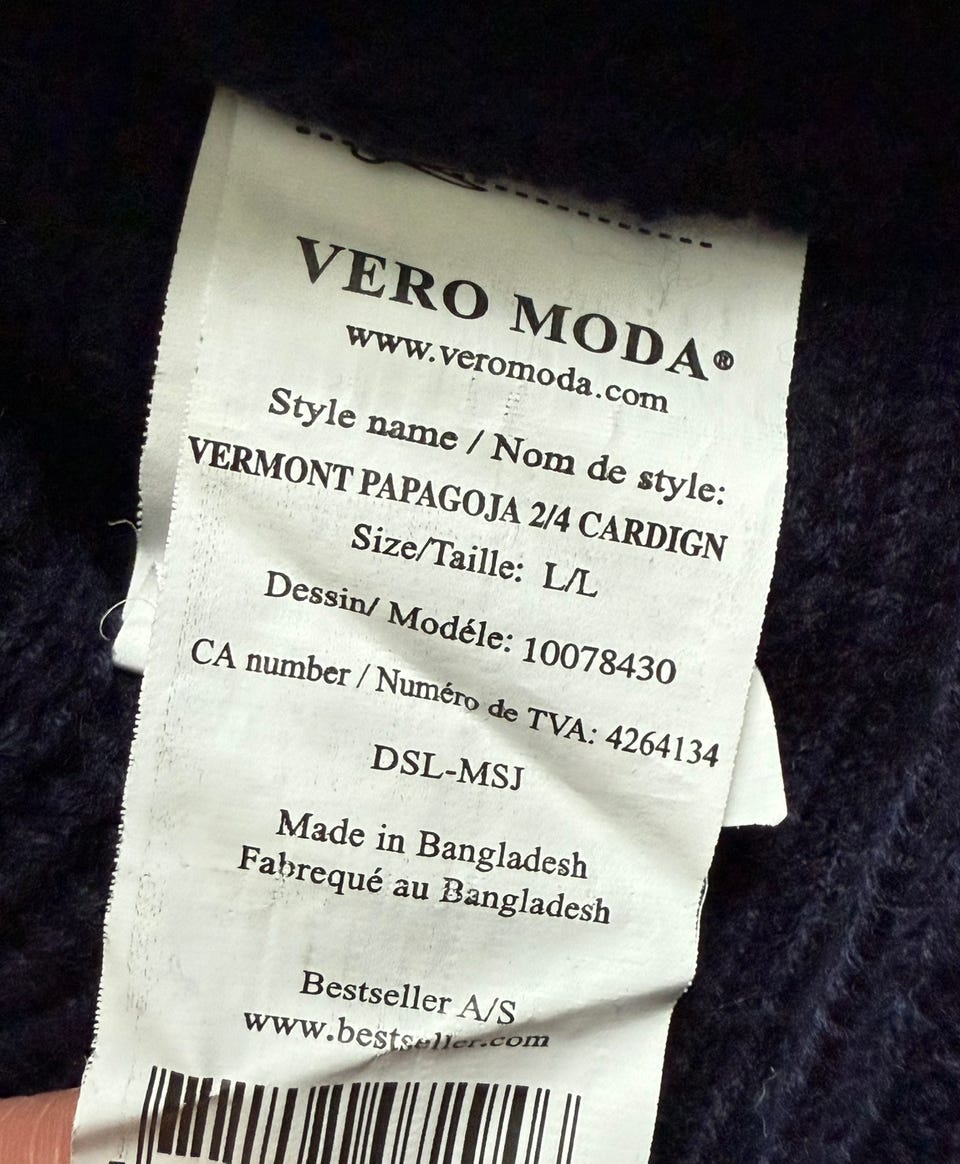 VERO MODA®
www.veromoda.com
Style name / Nom de style:
VERMONT PAPAGOJA 2/4 CARDIGN
Size/Taille: L/L
Dessin/ Modéle: 10078430
CA number / Numéro de TVA: 4264134
DSL-MSJ
Made in Bangladesh
Fabrequé au Bangladesh
Bestseller A/S
www.bestseller.com